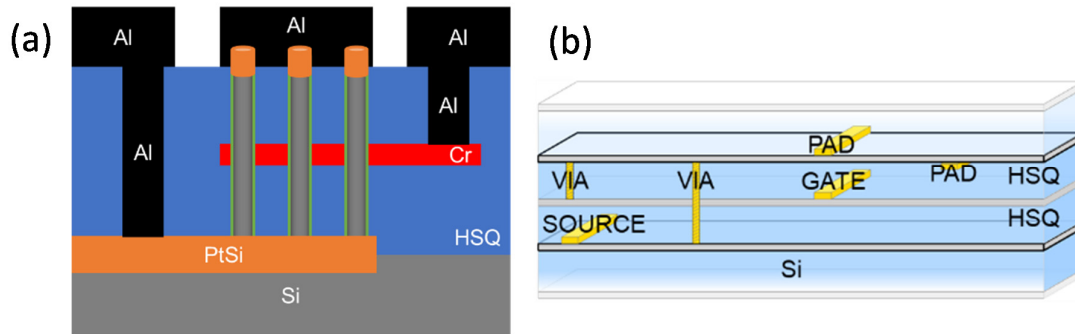 (a)
Al
Al
Al
Al
Al
Cr
HSQ
PtSi
Si
(b)
PAD
VIA
VIA
GATE
PAD
HSQ
SOURCE
HSQ
Si